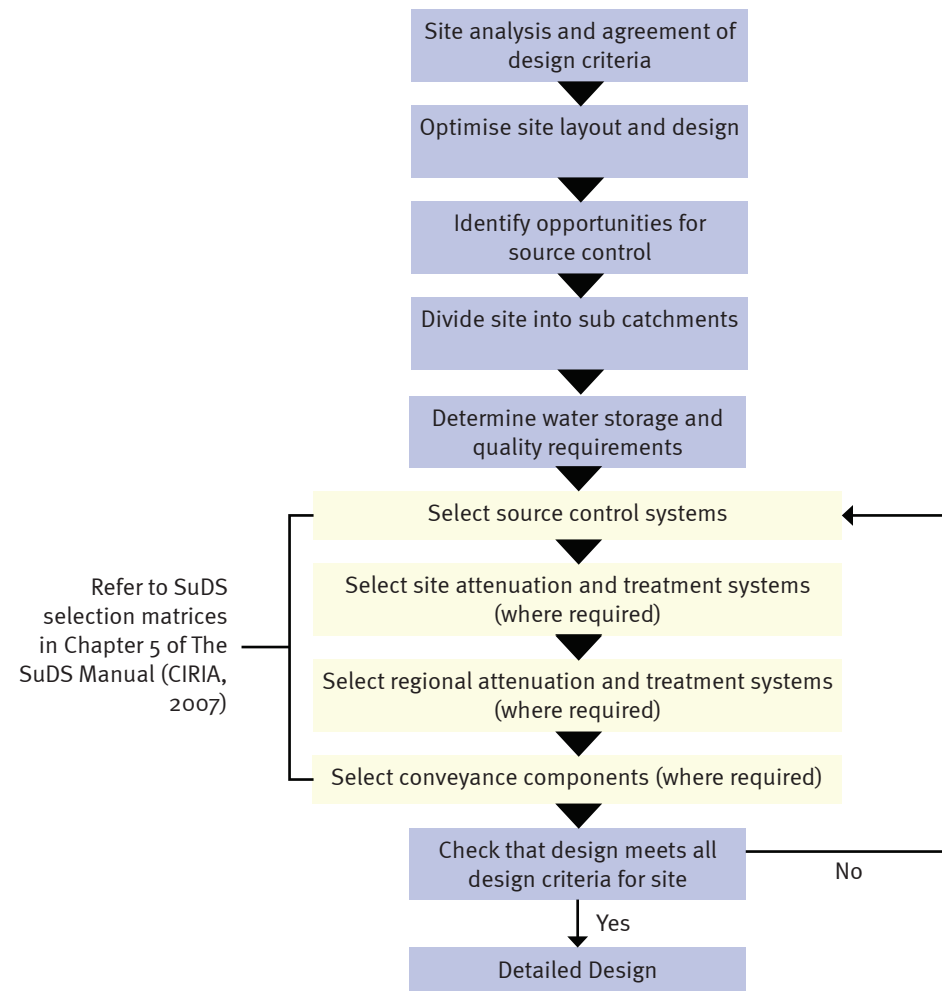 Site analysis and agreement of
design criteria
Optimise site layout and design
Identify opportunities for
source control
Divide site into sub catchments
Determine water storage and
quality requirements
Select source control systems
Select site attenuation and treatment systems
(where required)
Select regional attenuation and treatment systems
(where required)
Select conveyance components (where required)
Refer to SuDS
selection matrices
in Chapter 5 of The
SuDS Manual (CIRIA,
2007)
Check that design meets all
design criteria for site
No
Yes
Detailed Design